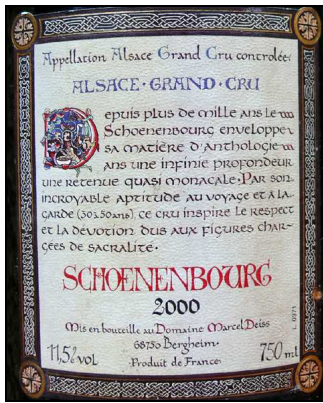 Appellation Alsace Grand Cru controlée
ALSACE · GRAND · CRU
Depuis plus de mille ans le
Schoenenbourg enveloppe
sa matière d'anthologie
dans une infinie profondeur
une retenue quasi monacale. Par son
incroyable aptitude au voyage et à la
garde (30 à 50 ans), ce cru inspire le respect
et la dévotion dus aux figures char-
gées de sacralité.
SCHOENENBOURG
2000
Mis en bouteille au Domaine Marcel Deiss
68750 Bergheim
11,5% vol Produit de France 750 ml